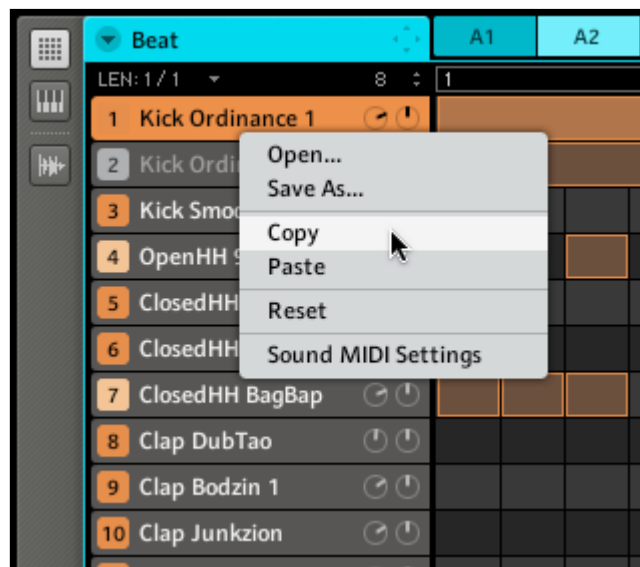 Beat A1 A2
LEN: 1 / 1 8 1
1 Kick Ordinance 1
2 Kick Ordi
3 Kick Smo
4 OpenHH
5 ClosedHH
6 ClosedHH
7 ClosedHH BagBap
8 Clap DubTao
9 Clap Bodzin 1
10 Clap Junkzion
Open...
Save As...
Copy
Paste
Reset
Sound MIDI Settings